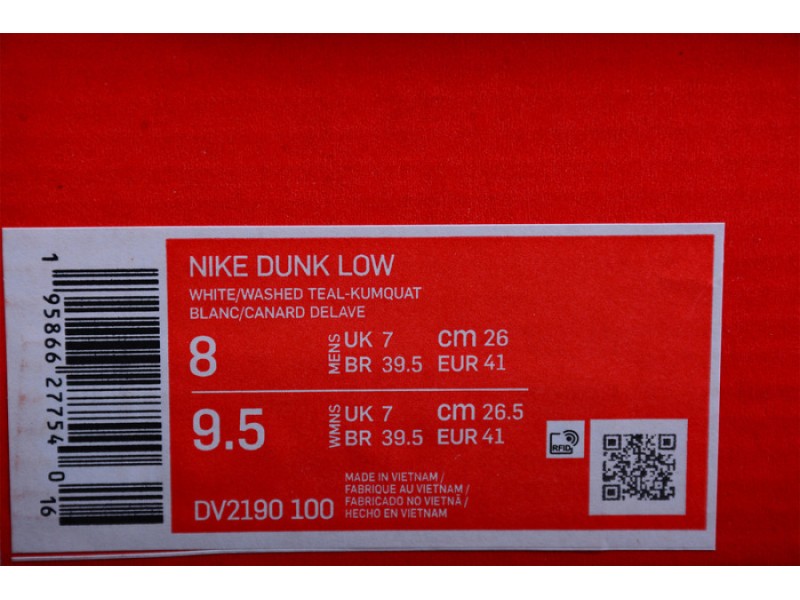 NIKE DUNK LOW
WHITE/WASHED TEAL-KUMQUAT
BLANC/CANARD DELAVE
8 MENS UK 7 cm 26
BR 39.5 EUR 41
9.5 WMNS UK 7 cm 26.5
BR 39.5 EUR 41
DV2190 100
MADE IN VIETNAM /
FABRIQUE AU VIETNAM /
FABRICADO NO VIETNÃ /
HECHO EN VIETNAM
RFID
1 95866 27754 0 16